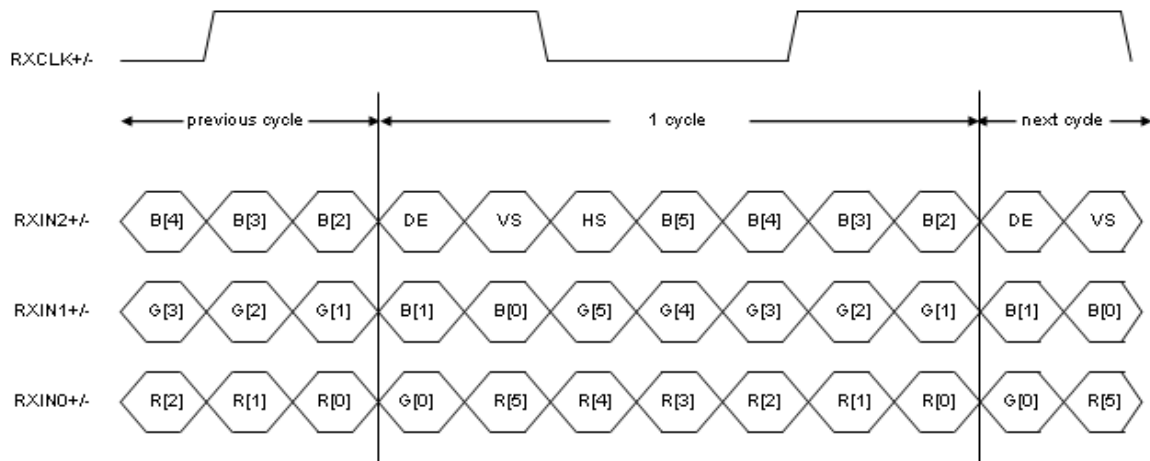 RXCLK+/-
previous cycle 1 cycle next cycle
RXIN2+/- B[4] B[3] B[2] DE VS HS B[5] B[4] B[3] B[2] DE VS
RXIN1+/- G[3] G[2] G[1] B[1] B[0] G[5] G[4] G[3] G[2] G[1] B[1] B[0]
RXIN0+/- R[2] R[1] R[0] G[0] R[5] R[4] R[3] R[2] R[1] R[0] G[0] R[5]